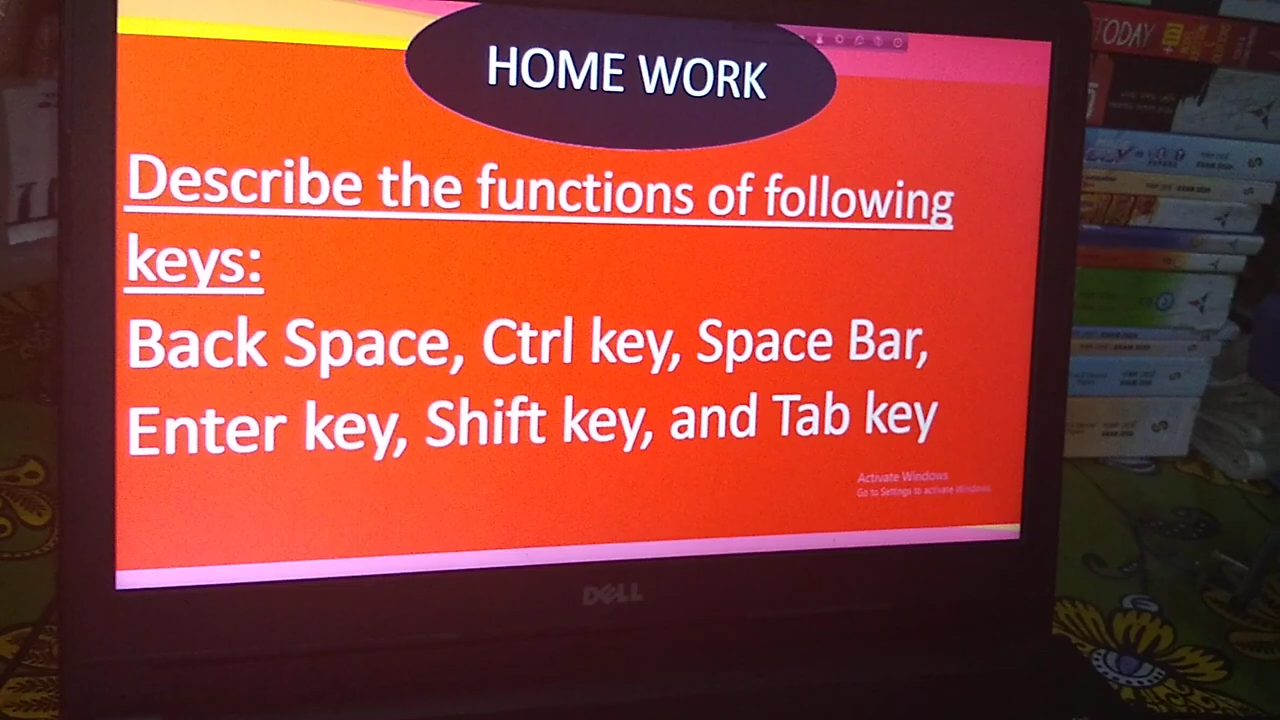 HOME WORK
Describe the functions of following
keys:
Back Space, Ctrl key, Space Bar,
Enter key, Shift key, and Tab key
Activate Windows
Go to Settings to activate Windows.
DELL
TODAY